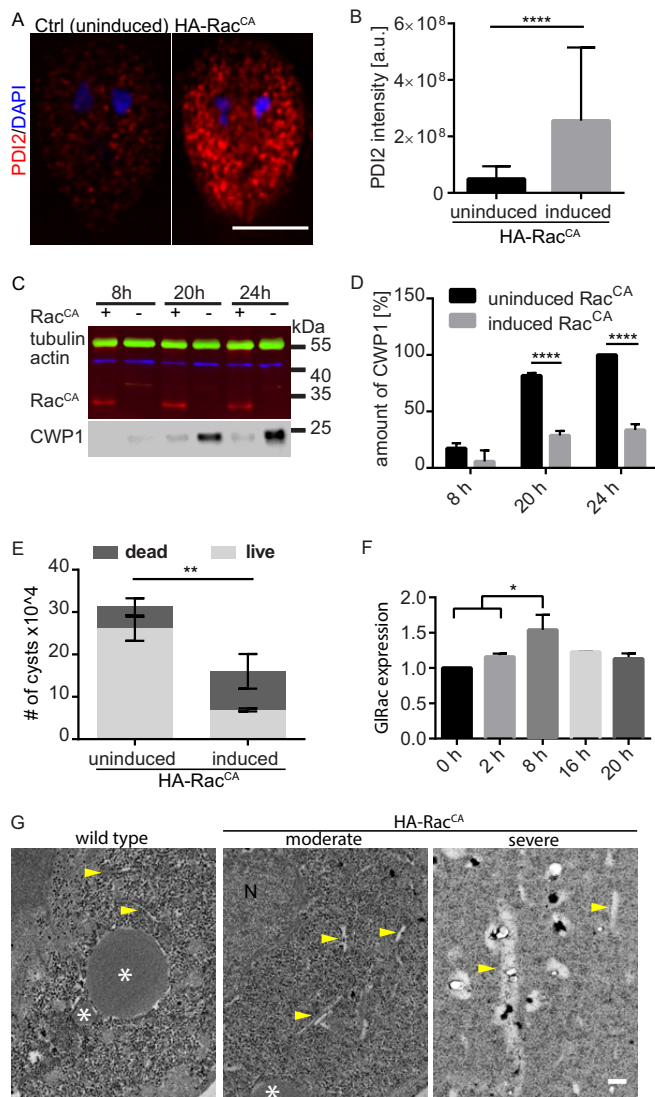 A
Ctrl (uninduced) HA-Rac^CA
PDI2/DAPI
B
****
PDI2 intensity [a.u.]
6×10^8
4×10^8
2×10^8
0
uninduced induced
HA-Rac^CA
C
8h 20h 24h
Rac^CA + - + - + -
kDa
tubulin
actin
Rac^CA
CWP1
55
40
35
25
D
amount of CWP1 [%]
100
50
0
uninduced Rac^CA
induced Rac^CA
****
****
8 h 20 h 24 h
E
dead live
**
# of cysts x10^4
40
30
20
10
0
uninduced induced
HA-Rac^CA
F
*
GlRac expression
2.0
1.5
1.0
0.5
0.0
0 h 2 h 8 h 16 h 20 h
G
HA-Rac^CA
wild type moderate severe
N
*
*
*